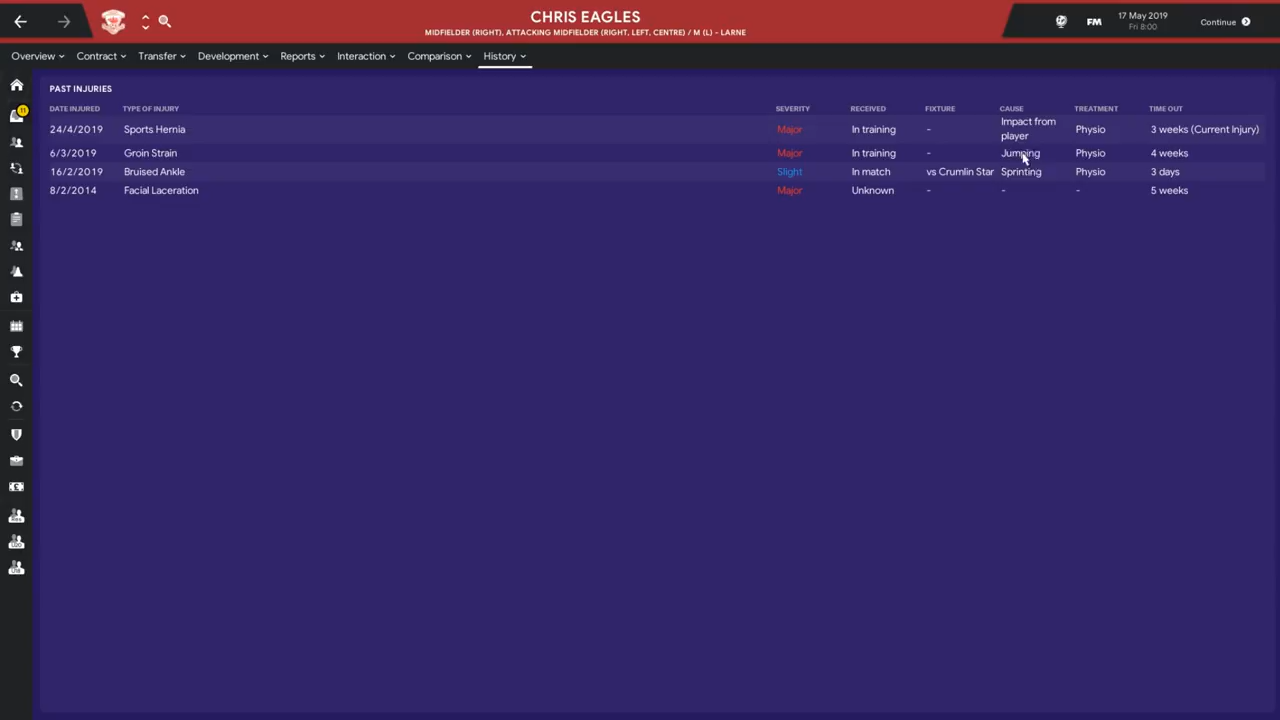 CHRIS EAGLES
MIDFIELDER (RIGHT), ATTACKING MIDFIELDER (RIGHT, LEFT, CENTRE) / M (L) - LARNE
FM
17 May 2019
Fri 8:00
Continue
Overview
Contract
Transfer
Development
Reports
Interaction
Comparison
History
11
PAST INJURIES
DATE INJURED TYPE OF INJURY SEVERITY RECEIVED FIXTURE CAUSE TREATMENT TIME OUT
24/4/2019 Sports Hernia Major In training - Impact from player Physio 3 weeks (Current Injury)
6/3/2019 Groin Strain Major In training - Jumping Physio 4 weeks
16/2/2019 Bruised Ankle Slight In match vs Crumlin Star Sprinting Physio 3 days
8/2/2014 Facial Laceration Major Unknown - - - 5 weeks
U20
U18